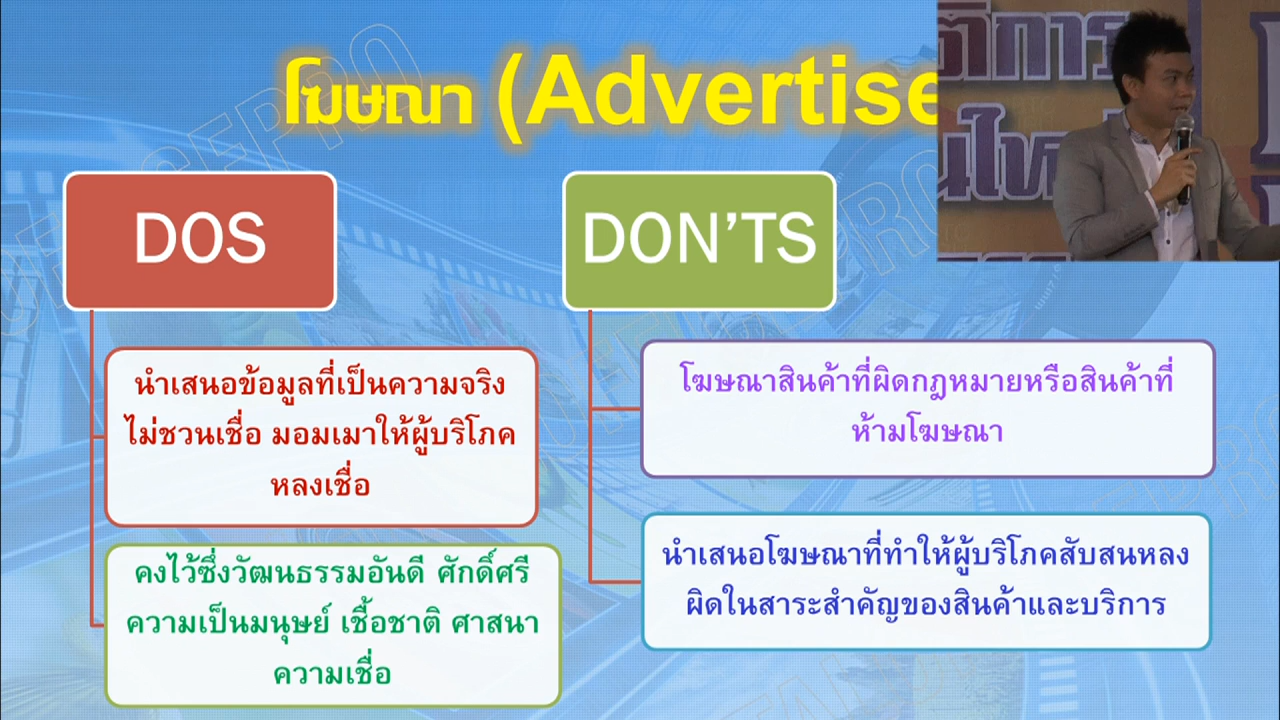 โฆษณา (Advertise
DOS
DON'TS
นำเสนอข้อมูลที่เป็นความจริง
ไม่ชวนเชื่อ มอมเมาให้ผู้บริโภค
หลงเชื่อ
คงไว้ซึ่งวัฒนธรรมอันดี ศักดิ์ศรี
ความเป็นมนุษย์ เชื้อชาติ ศาสนา
ความเชื่อ
โฆษณาสินค้าที่ผิดกฎหมายหรือสินค้าที่
ห้ามโฆษณา
นำเสนอโฆษณาที่ทำให้ผู้บริโภคสับสนหลง
ผิดในสาระสำคัญของสินค้าและบริการ